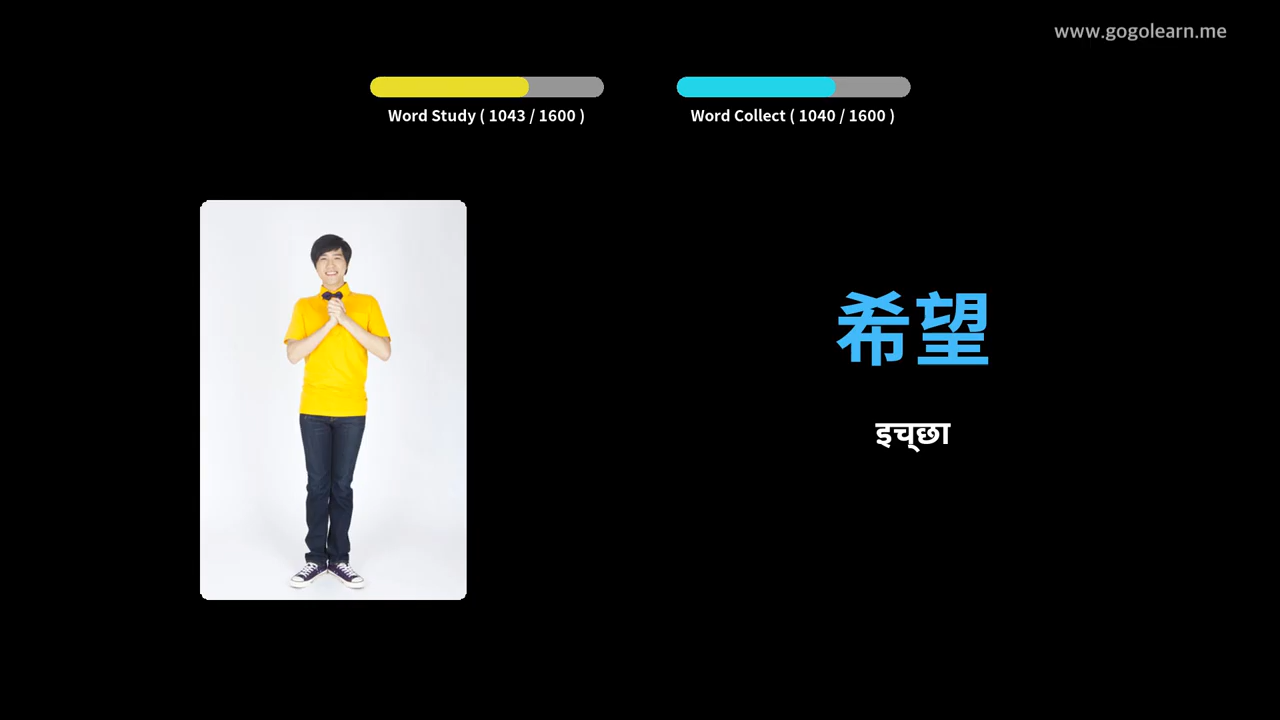 www.gogolearn.me
Word Study ( 1043 / 1600 )
Word Collect ( 1040 / 1600 )
希望
इच्छा